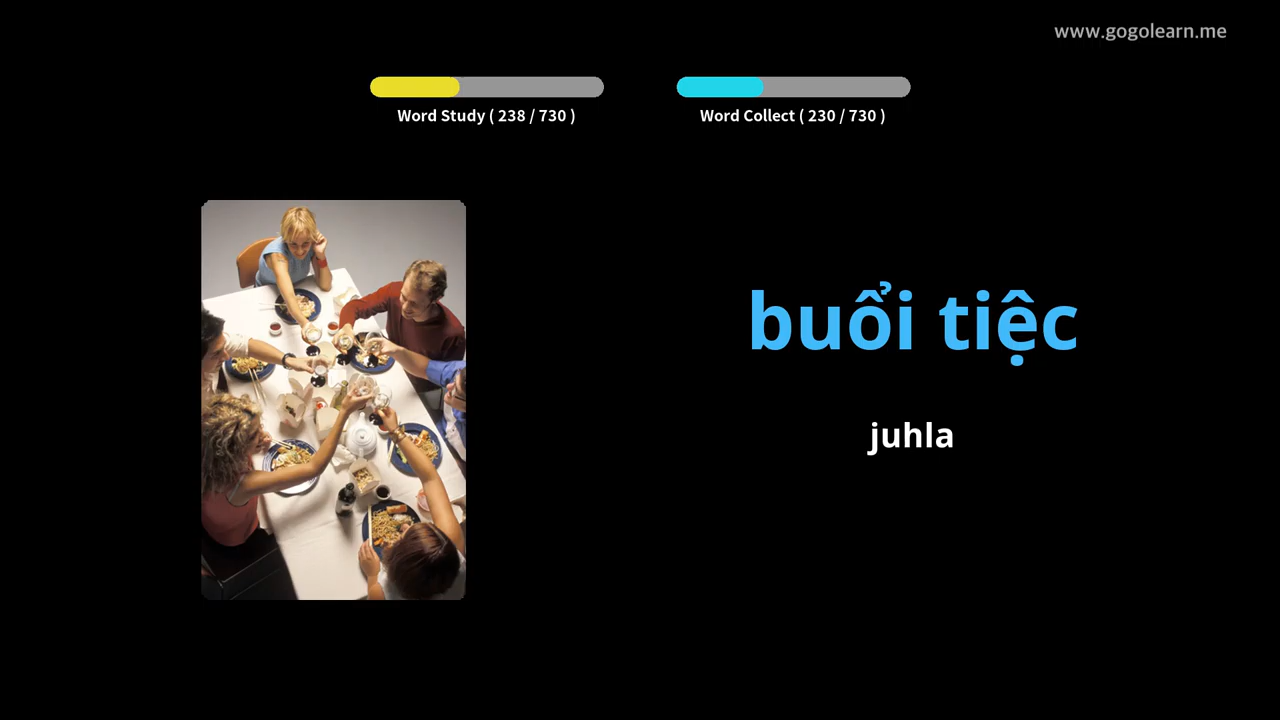 www.gogolearn.me
Word Study ( 238 / 730 )
Word Collect ( 230 / 730 )
buổi tiệc
juhla